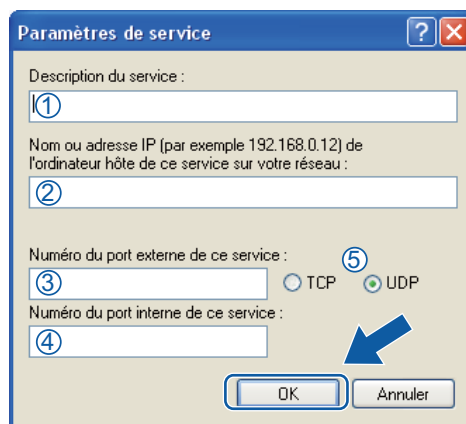 Paramètres de service
Description du service :
①
Nom ou adresse IP (par exemple 192.168.0.12) de
l'ordinateur hôte de ce service sur votre réseau :
②
Numéro du port externe de ce service :
③ TCP ⑤ UDP
Numéro du port interne de ce service :
④
OK Annuler